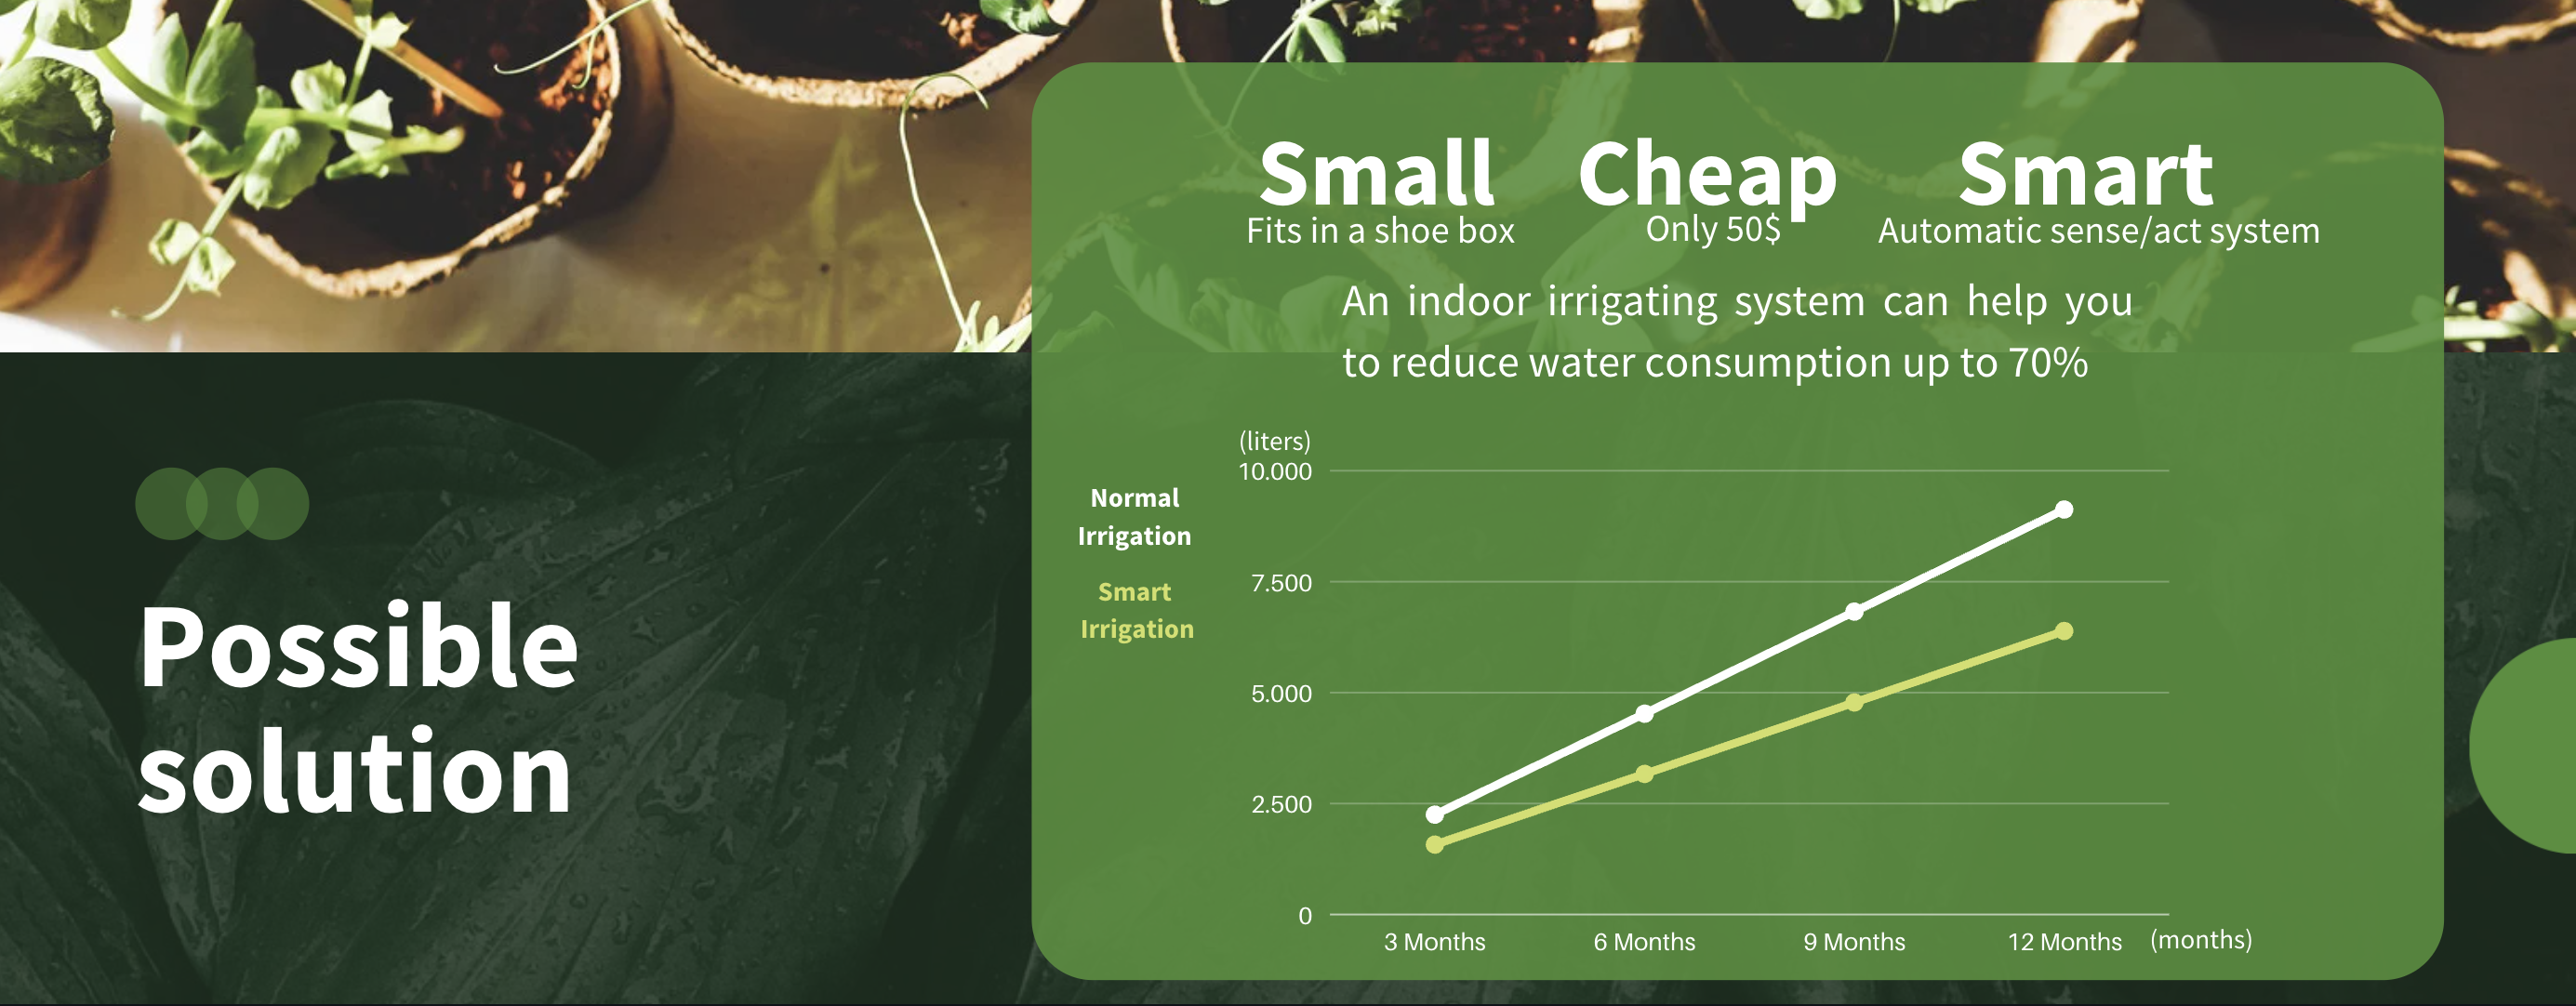 Small Cheap Smart
Fits in a shoe box Only 50$ Automatic sense/act system
An indoor irrigating system can help you
to reduce water consumption up to 70%
Possible
solution
Normal
Irrigation
Smart
Irrigation
(liters)
10.000
7.500
5.000
2.500
0
3 Months 6 Months 9 Months 12 Months (months)